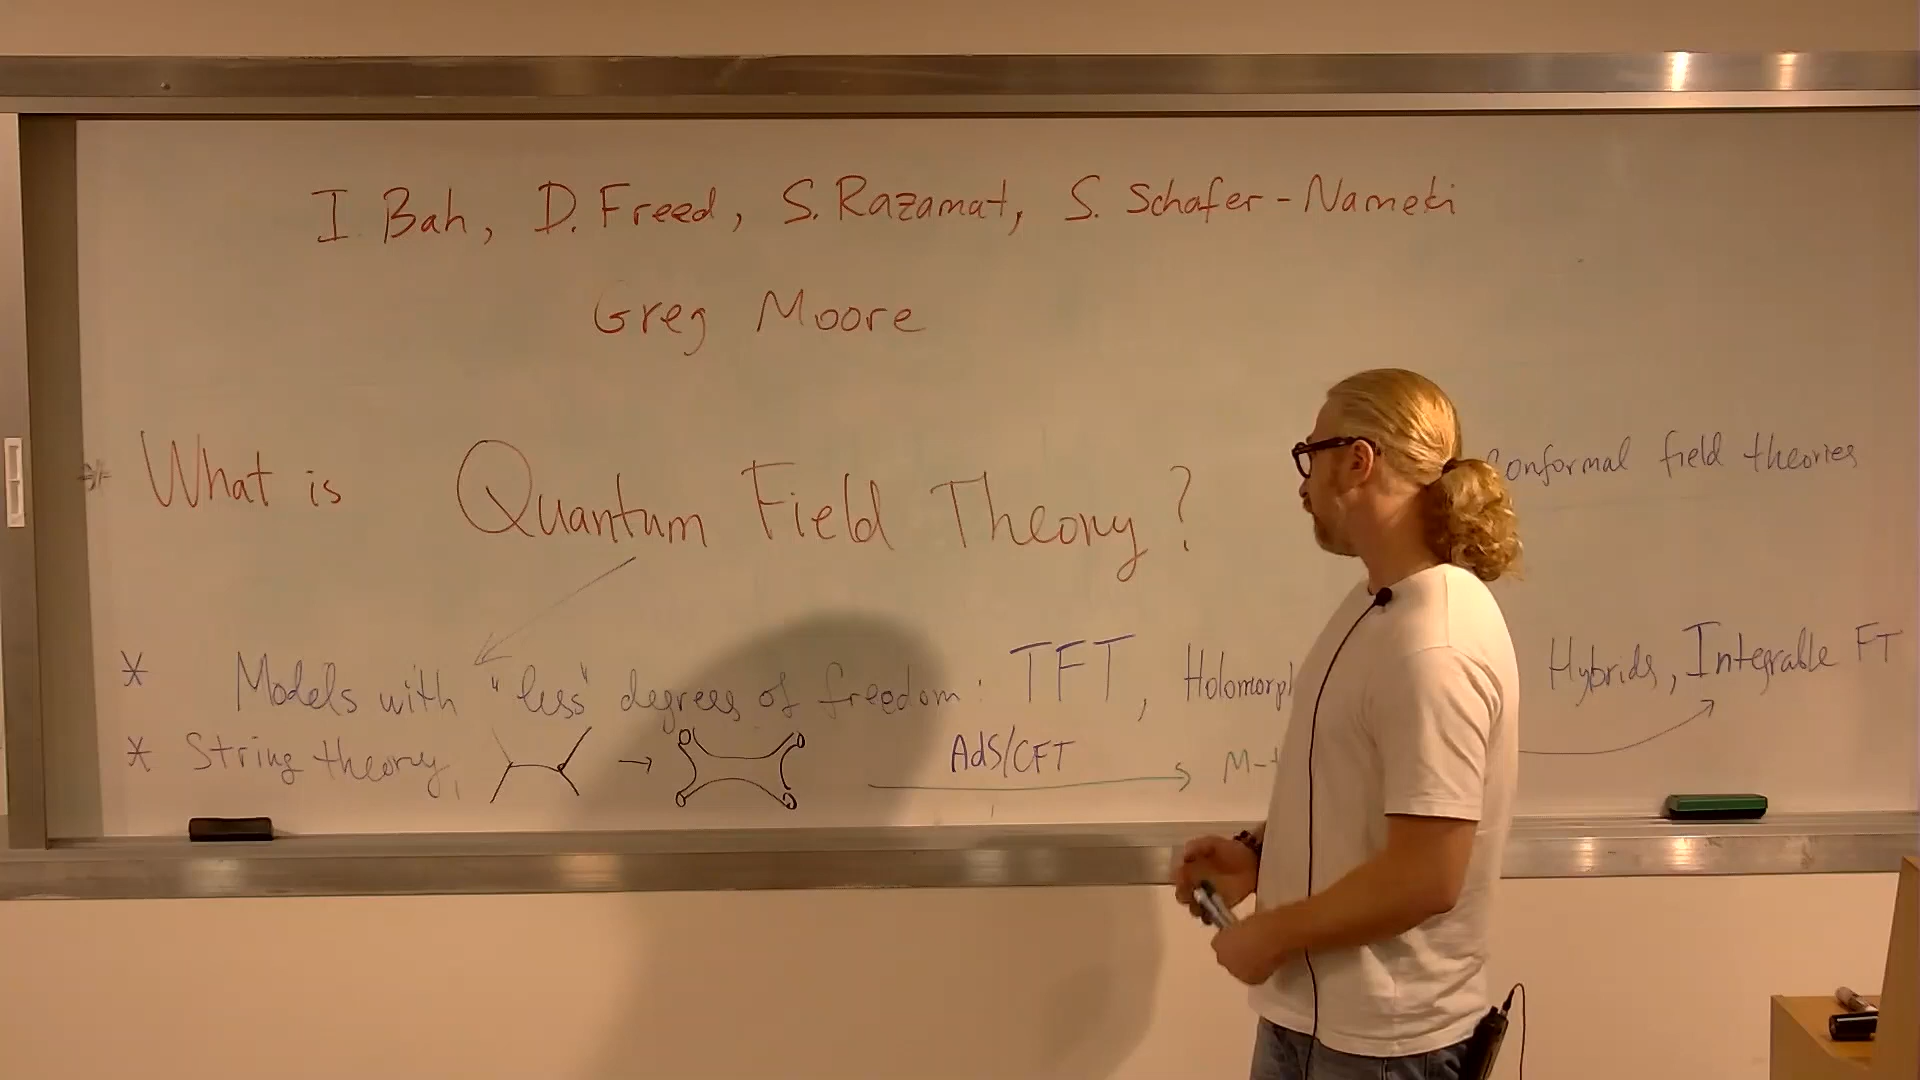 I. Bah, D. Freed, S. Razamat, S. Schafer-Nameki
Greg Moore
* What is Quantum Field Theory?
Conformal field theories
* Models with "less" degrees of freedom: TFT, Holomorph
Hybrids, Integrable FT
* String theory, → AdS/CFT
M-t